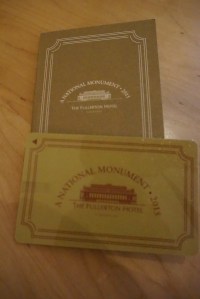 A NATIONAL MONUMENT • 2015
THE FULLERTON HOTEL
A NATIONAL MONUMENT • 2015
THE FULLERTON HOTEL